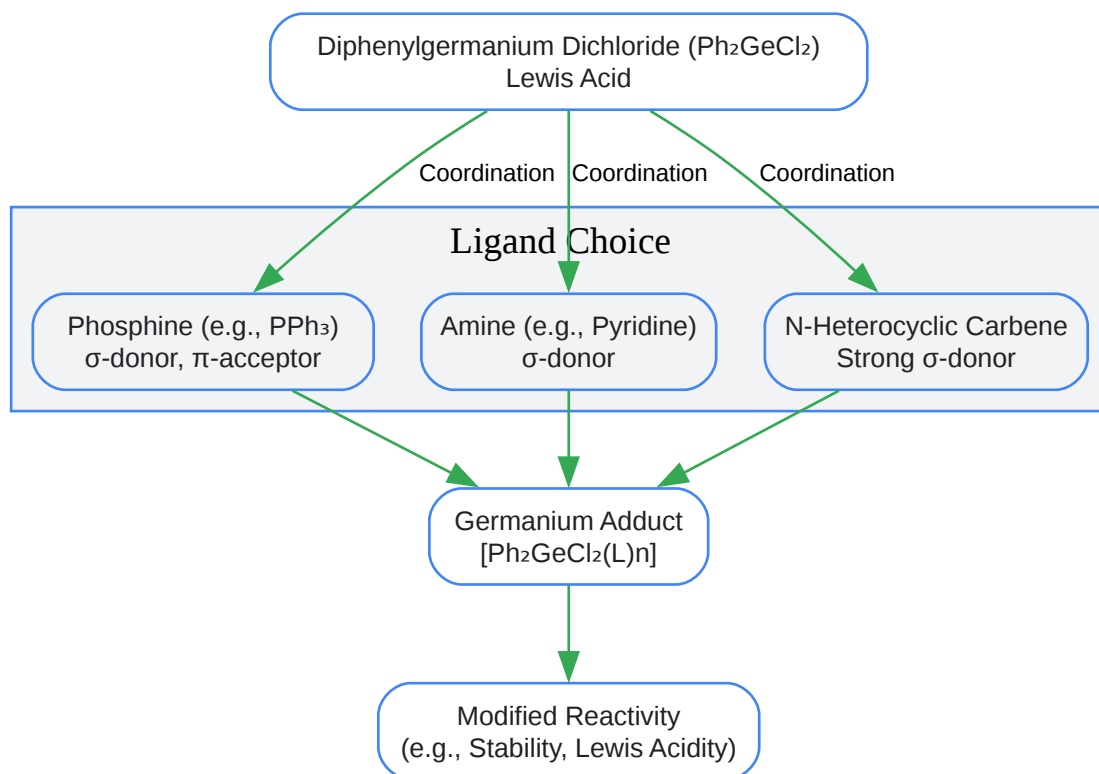 Diphenylgermanium Dichloride (Ph₂GeCl₂)
Lewis Acid
Coordination
Coordination
Coordination
Ligand Choice
Phosphine (e.g., PPh₃)
σ-donor, π-acceptor
Amine (e.g., Pyridine)
σ-donor
N-Heterocyclic Carbene
Strong σ-donor
Germanium Adduct
[Ph₂GeCl₂(L)n]
Modified Reactivity
(e.g., Stability, Lewis Acidity)